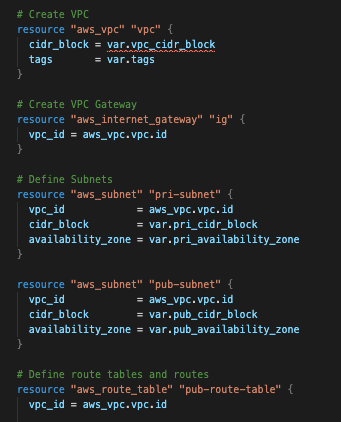 # Create VPC
resource "aws_vpc" "vpc" {
  cidr_block = var.vpc_cidr_block
  tags       = var.tags
}

# Create VPC Gateway
resource "aws_internet_gateway" "ig" {
  vpc_id = aws_vpc.vpc.id
}

# Define Subnets
resource "aws_subnet" "pri-subnet" {
  vpc_id            = aws_vpc.vpc.id
  cidr_block        = var.pri_cidr_block
  availability_zone = var.pri_availability_zone
}

resource "aws_subnet" "pub-subnet" {
  vpc_id            = aws_vpc.vpc.id
  cidr_block        = var.pub_cidr_block
  availability_zone = var.pub_availability_zone
}

# Define route tables and routes
resource "aws_route_table" "pub-route-table" {
  vpc_id = aws_vpc.vpc.id